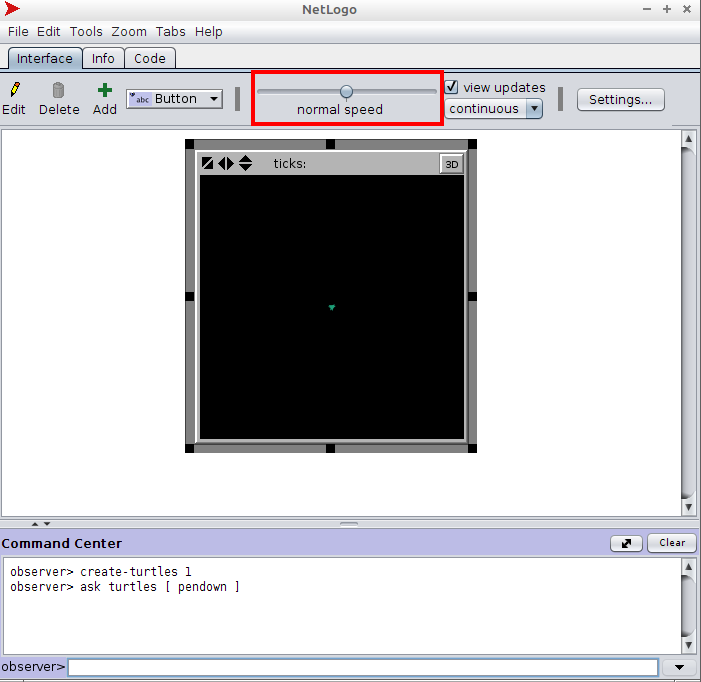 NetLogo
File Edit Tools Zoom Tabs Help
Interface Info Code
Edit Delete Add abc Button normal speed view updates continuous Settings...
ticks: 3D
Command Center Clear
observer> create-turtles 1
observer> ask turtles [ pendown ]
observer>